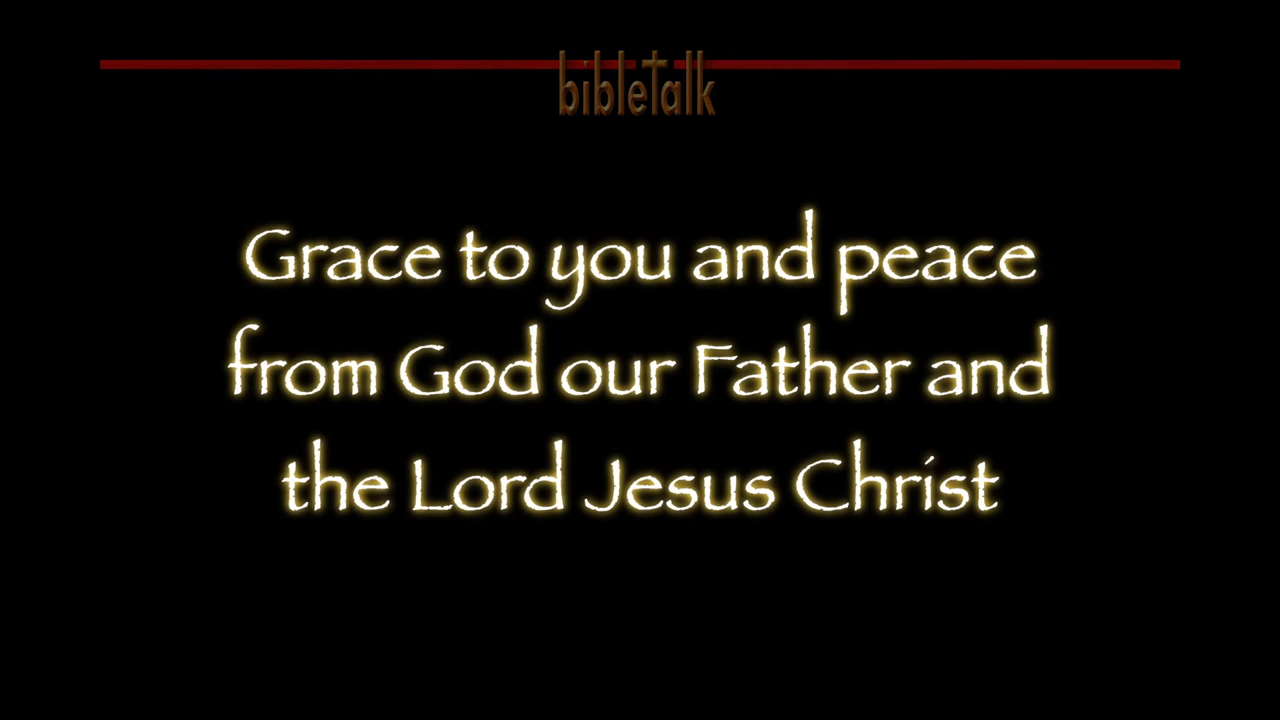 bibleTalk
Grace to you and peace
from God our Father and
the Lord Jesus Christ